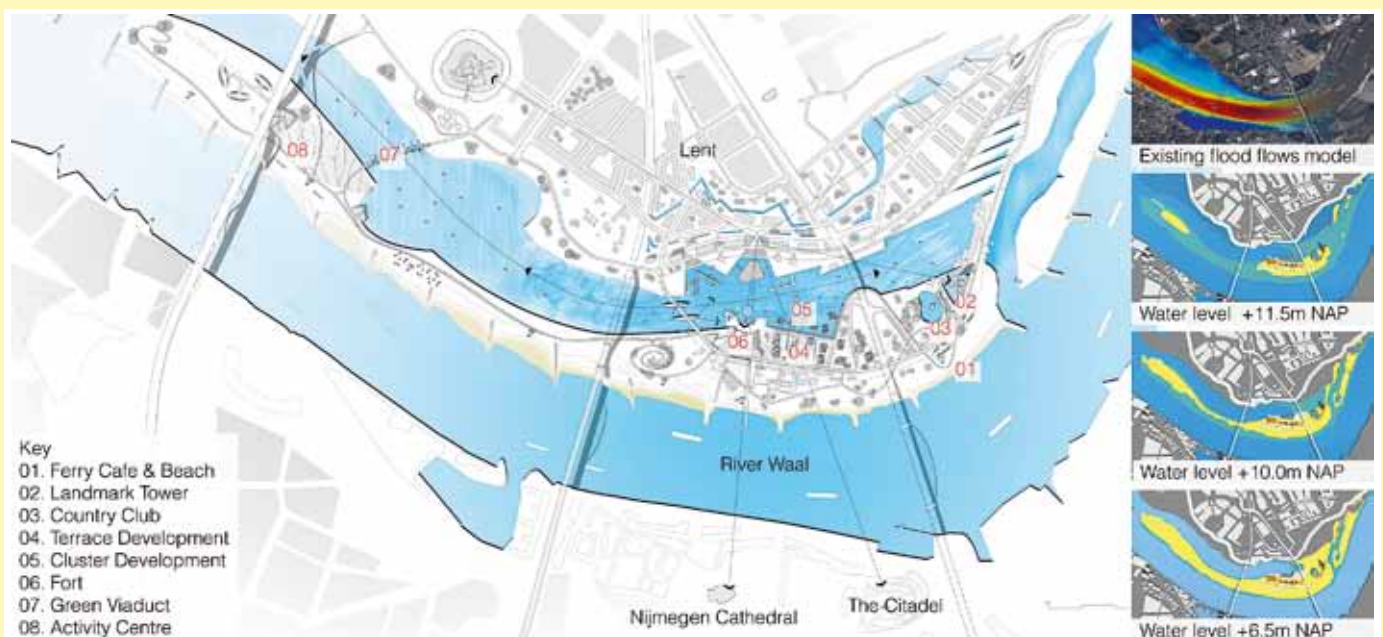 Lent
08
07
05
02
03
06
04
01
River Waal
Nijmegen Cathedral
The Citadel
Key
01. Ferry Cafe & Beach
02. Landmark Tower
03. Country Club
04. Terrace Development
05. Cluster Development
06. Fort
07. Green Viaduct
08. Activity Centre
Existing flood flows model
Water level +11.5m NAP
Water level +10.0m NAP
Water level +6.5m NAP